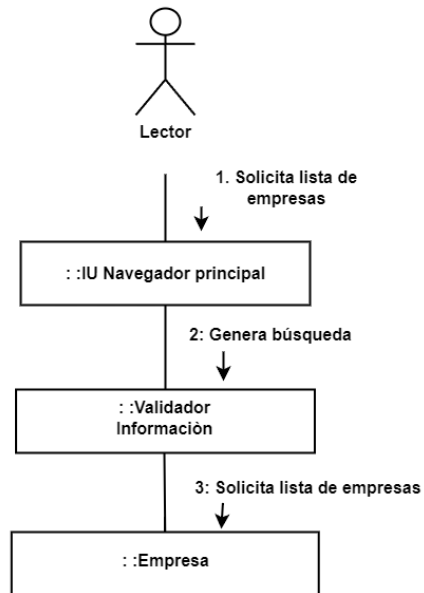 Lector
1. Solicita lista de
empresas
: :IU Navegador principal
2: Genera búsqueda
: :Validador
Informaciòn
3: Solicita lista de empresas
: :Empresa